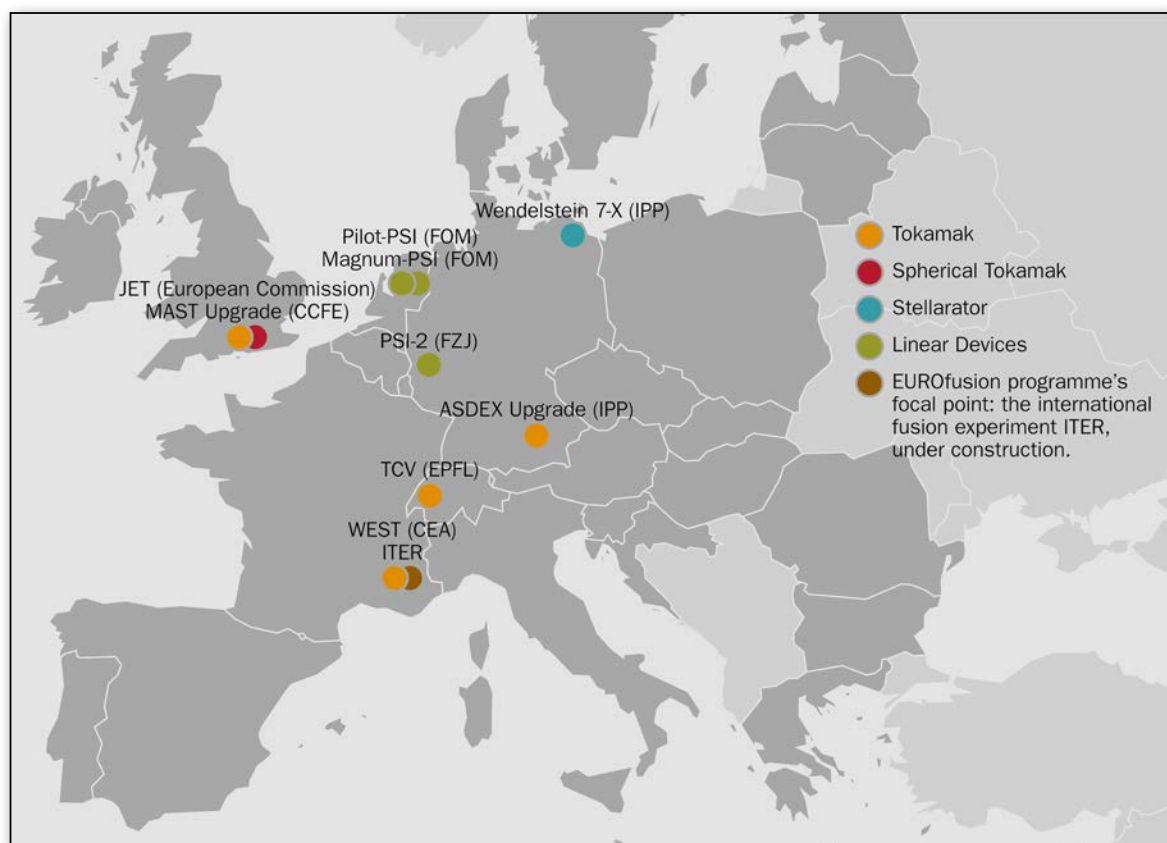 Wendelstein 7-X (IPP)
Pilot-PSI (FOM)
Magnum-PSI (FOM)
JET (European Commission)
MAST Upgrade (CCFE)
PSI-2 (FZJ)
ASDEX Upgrade (IPP)
TCV (EPFL)
WEST (CEA)
ITER
Tokamak
Spherical Tokamak
Stellarator
Linear Devices
EUROfusion programme's
focal point: the international
fusion experiment ITER,
under construction.